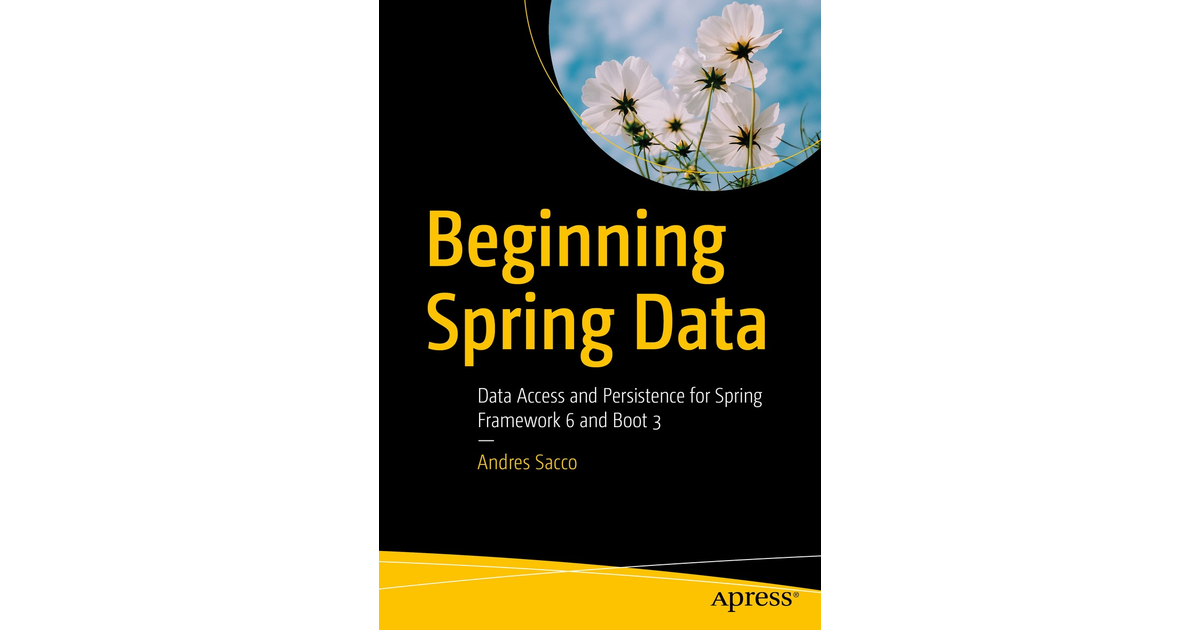 Beginning
Spring Data
Data Access and Persistence for Spring
Framework 6 and Boot 3
—
Andres Sacco
Apress®